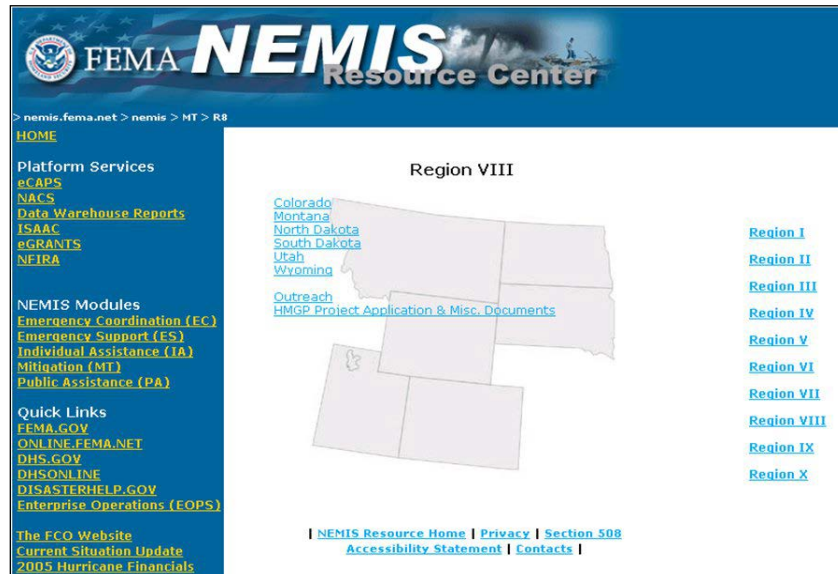 FEMA NEMIS
Resource Center
> nemis.fema.net > nemis > MT > R8
HOME
Platform Services
eCAPS
NACS
Data Warehouse Reports
ISAAC
eGRANTS
NFIRA
NEMIS Modules
Emergency Coordination (EC)
Emergency Support (ES)
Individual Assistance (IA)
Mitigation (MT)
Public Assistance (PA)
Quick Links
FEMA.GOV
ONLINE.FEMA.NET
DHS.GOV
DHSONLINE
DISASTERHELP.GOV
Enterprise Operations (EOPS)
The FCO Website
Current Situation Update
2005 Hurricane Financials
Region VIII
Colorado
Montana
North Dakota
South Dakota
Utah
Wyoming
Outreach
HMGP Project Application & Misc. Documents
Region I
Region II
Region III
Region IV
Region V
Region VI
Region VII
Region VIII
Region IX
Region X
| NEMIS Resource Home | Privacy | Section 508
Accessibility Statement | Contacts |